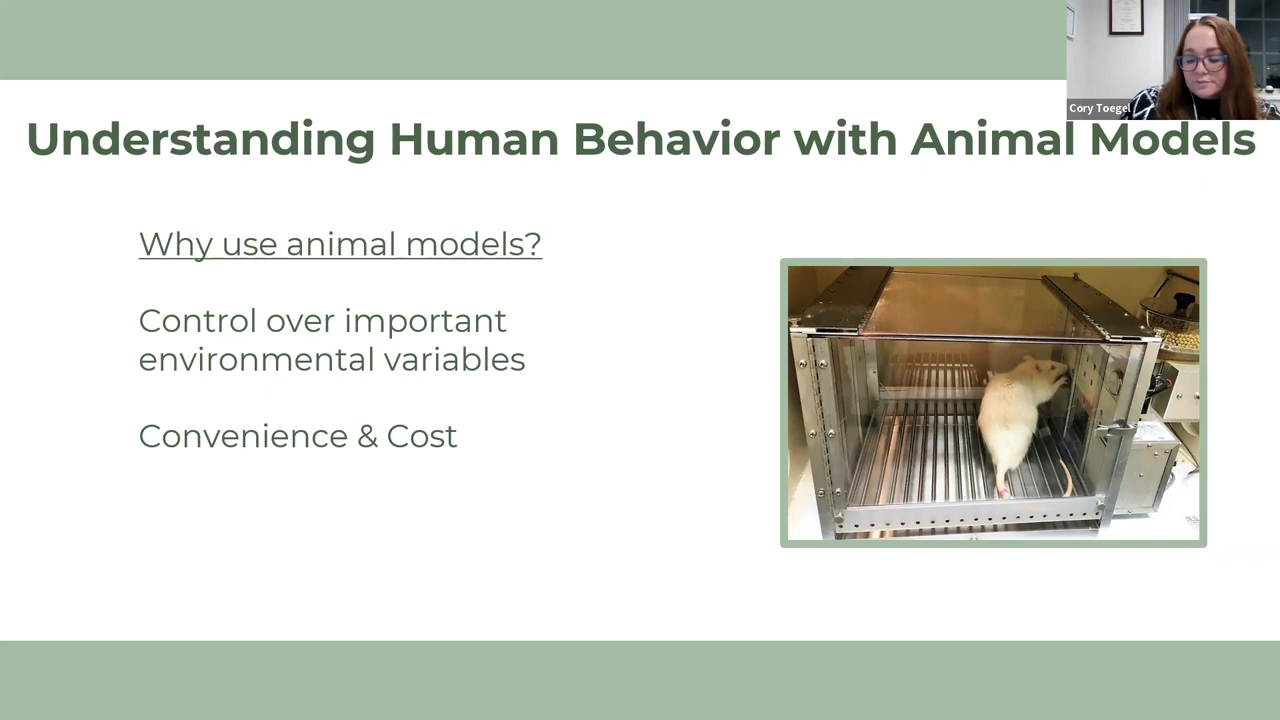 Cory Toegel
Understanding Human Behavior with Animal Models
Why use animal models?
Control over important
environmental variables
Convenience & Cost